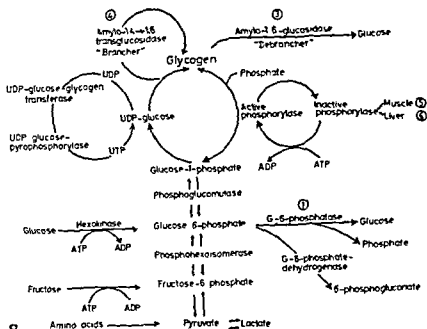 ④
Amylo-1,4→1,6
transglucosidase
"Brancher"
③
Amylo-1,6-glucosidase
"Debrancher"
Glucose
Glycogen
Phosphate
UDP
UDP-glucose-glycogen
transferase
UDP-glucose
UDP glucose-
pyrophosphorylase
UTP
Active
phosphorylase
Inactive
phosphorylase
Muscle ⑤
Liver ⑥
ADP
ATP
Glucose-1-phosphate
Phosphoglucomutase
①
Glucose
Hexokinase
Glucose 6-phosphate
G-6-phosphatase
Glucose
ATP
ADP
Phosphate
Phosphohexoisomerase
G-6-phosphate-
dehydrogenase
Fructose
Fructose-6 phosphate
6-phosphogluconate
ATP
ADP
Amino acids
Pyruvate
Lactate